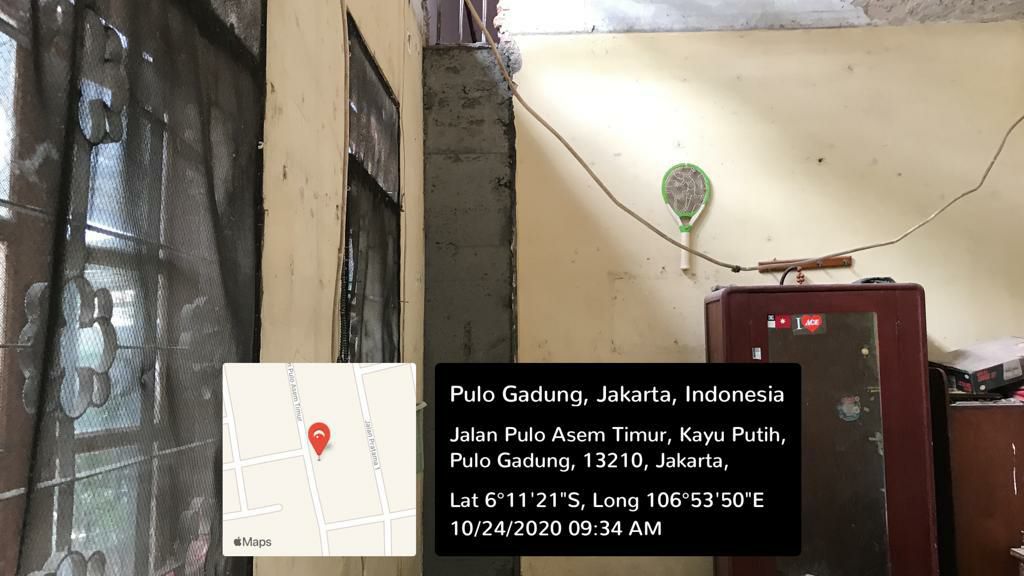 I ACE
n Pulo Asem Timur
Jalan Pratama
Maps
Pulo Gadung, Jakarta, Indonesia
Jalan Pulo Asem Timur, Kayu Putih,
Pulo Gadung, 13210, Jakarta,
Lat 6°11'21"S, Long 106°53'50"E
10/24/2020 09:34 AM